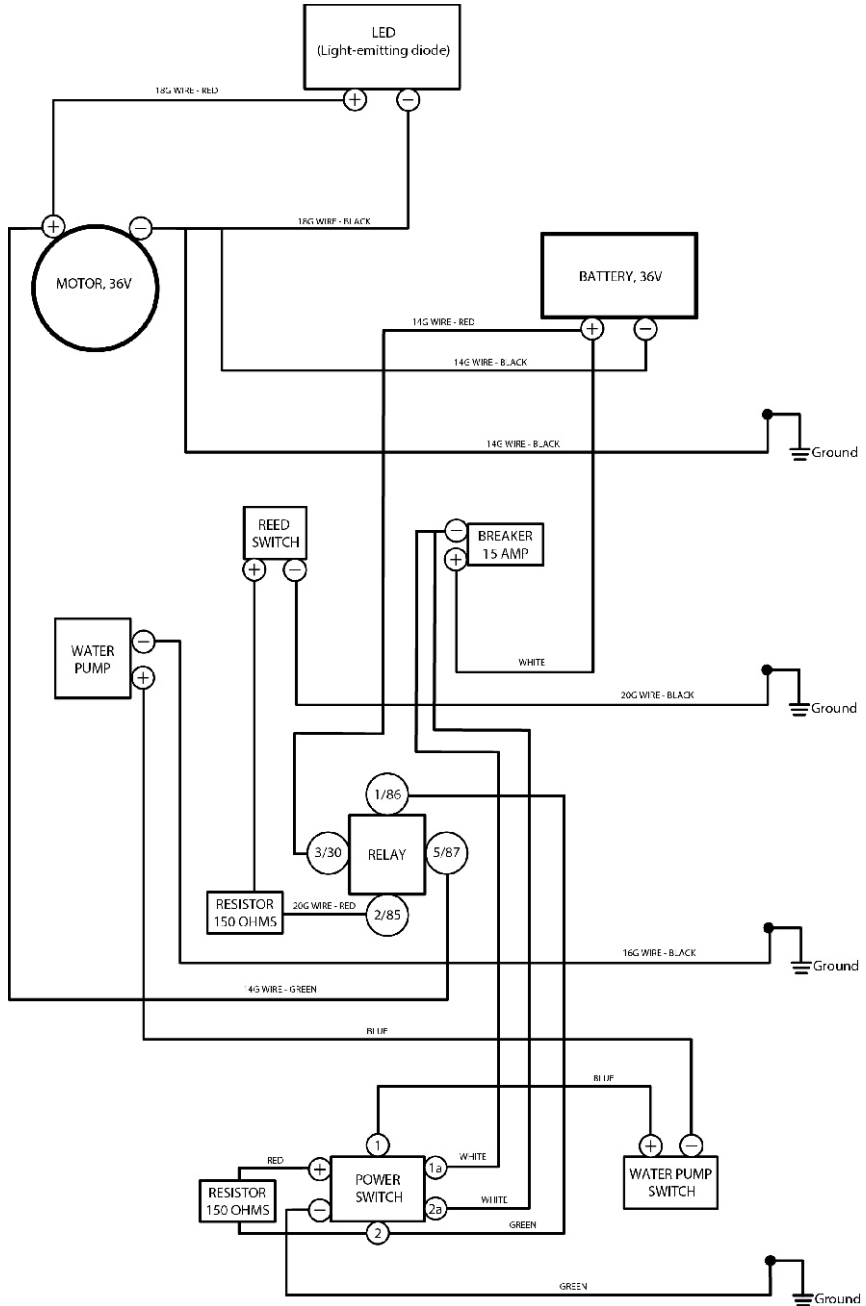 LED
(Light-emitting diode)
18G WIRE - RED
+
−
+
−
18G WIRE - BLACK
MOTOR, 36V
BATTERY, 36V
14G WIRE - RED
+
−
14G WIRE - BLACK
14G WIRE - BLACK
Ground
REED
SWITCH
+
−
−
+
BREAKER
15 AMP
WATER
PUMP
−
+
WHITE
20G WIRE - BLACK
Ground
1/86
3/30
RELAY
5/87
RESISTOR
150 OHMS
20G WIRE - RED
2/85
16G WIRE - BLACK
Ground
14G WIRE - GREEN
BLUE
BLUE
1
+
−
RED
+
POWER
SWITCH
1a
WHITE
WATER PUMP
SWITCH
RESISTOR
150 OHMS
−
2a
WHITE
2
GREEN
GREEN
Ground